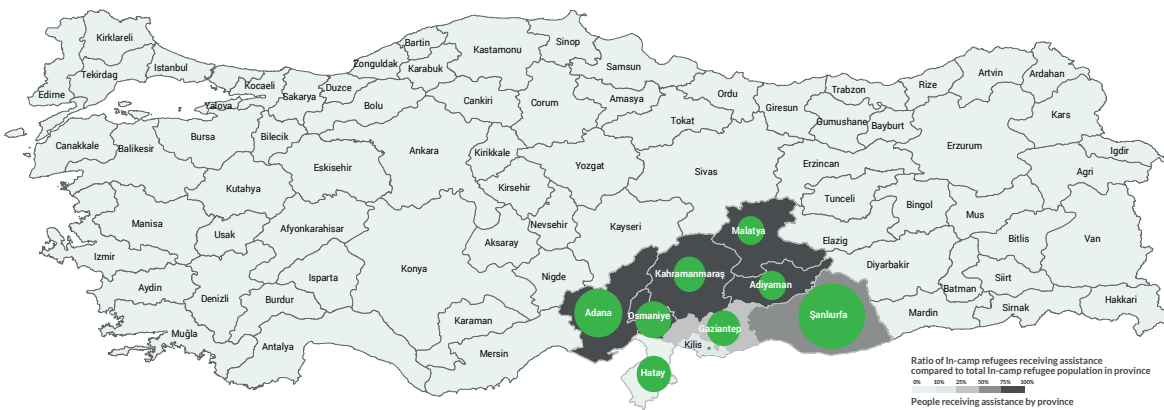 Kirklareli
Tekirdag
Edirne
Istanbul
Kocaeli
Yalova
Sakarya
Duzce
Zonguldak
Bartin
Karabuk
Kastamonu
Sinop
Samsun
Bolu
Cankiri
Corum
Amasya
Ordu
Tokat
Giresun
Trabzon
Gumushane
Bayburt
Rize
Artvin
Ardahan
Kars
Igdir
Agri
Erzurum
Erzincan
Canakkale
Balikesir
Bursa
Bilecik
Eskisehir
Kutahya
Ankara
Kirikkale
Kirsehir
Yozgat
Sivas
Tunceli
Bingol
Mus
Bitlis
Van
Manisa
Usak
Afyonkarahisar
Izmir
Aydin
Denizli
Isparta
Burdur
Muğla
Antalya
Konya
Aksaray
Nevsehir
Kayseri
Nigde
Karaman
Mersin
Malatya
Elazig
Diyarbakir
Kahramanmaraş
Adiyaman
Adana
Osmaniye
Gaziantep
Kilis
Hatay
Şanlıurfa
Mardin
Batman
Siirt
Sirnak
Hakkari
Ratio of In-camp refugees receiving assistance
compared to total In-camp refugee population in province
0% 10% 25% 50% 75% 100%
People receiving assistance by province